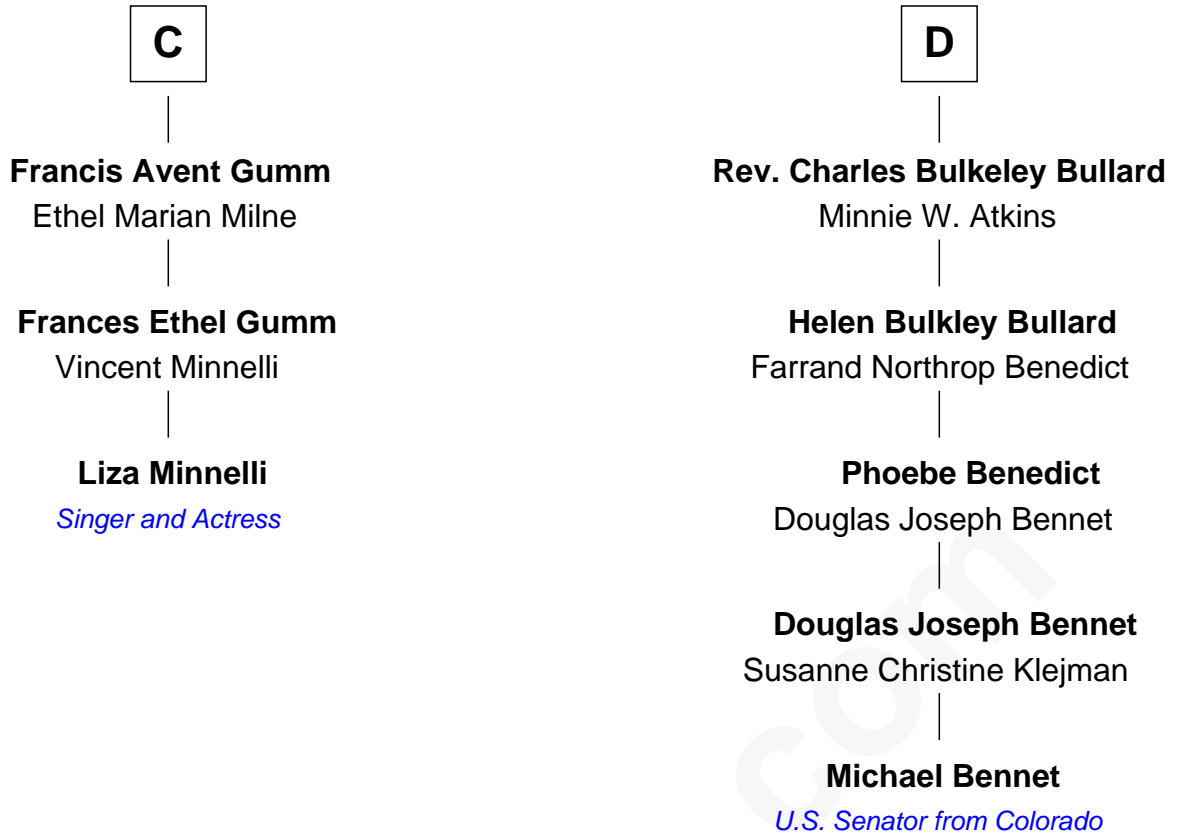 C
Francis Avent Gumm
Ethel Marian Milne
Frances Ethel Gumm
Vincent Minnelli
Liza Minnelli
Singer and Actress
D
Rev. Charles Bulkeley Bullard
Minnie W. Atkins
Helen Bulkley Bullard
Farrand Northrop Benedict
Phoebe Benedict
Douglas Joseph Bennet
Douglas Joseph Bennet
Susanne Christine Klejman
Michael Bennet
U.S. Senator from Colorado
com